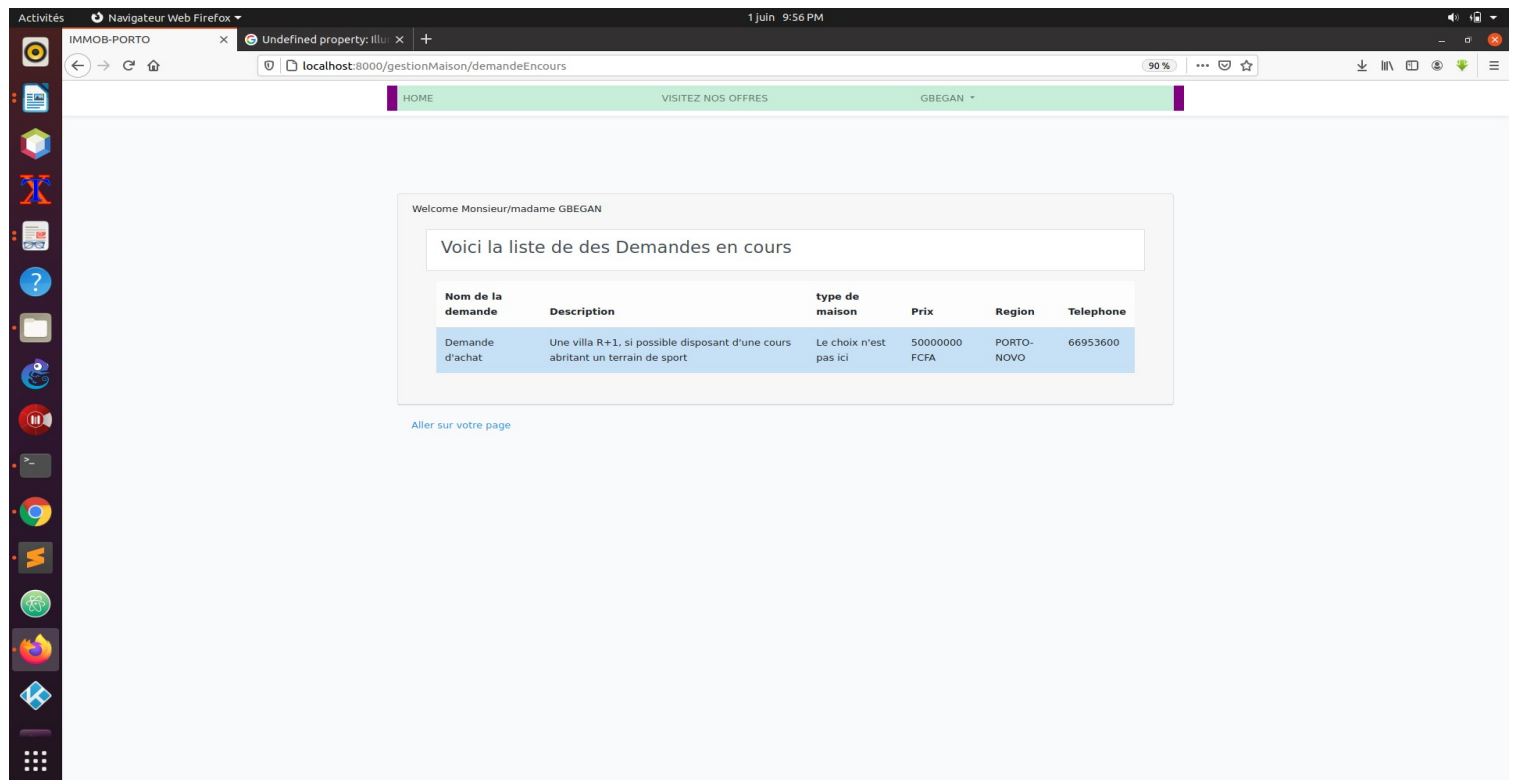 Activités Navigateur Web Firefox 1 juin 9:56 PM
IMMOB-PORTO Undefined property: Illu
localhost:8000/gestionMaison/demandeEncours 90 %
HOME VISITEZ NOS OFFRES GBEGAN
Welcome Monsieur/madame GBEGAN
Voici la liste de des Demandes en cours
Nom de la demande Description type de maison Prix Region Telephone
Demande d'achat Une villa R+1, si possible disposant d'une cours abritant un terrain de sport Le choix n'est pas ici 50000000 FCFA PORTO-NOVO 66953600
Aller sur votre page